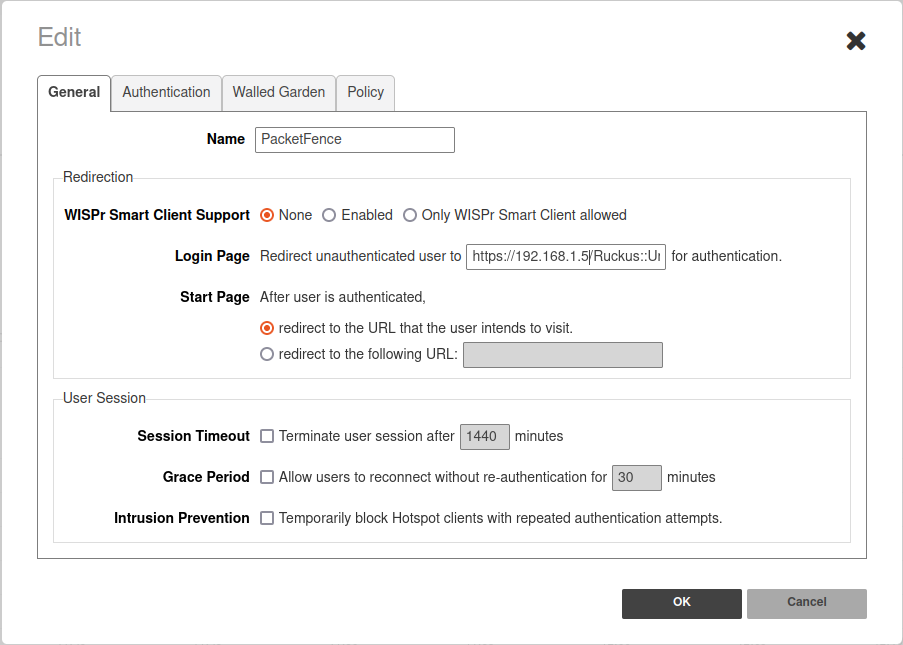 Edit
General Authentication Walled Garden Policy
Name PacketFence
Redirection
WISPr Smart Client Support None Enabled Only WISPr Smart Client allowed
Login Page Redirect unauthenticated user to https://192.168.1.5/Ruckus::Un for authentication.
Start Page After user is authenticated,
redirect to the URL that the user intends to visit.
redirect to the following URL:
User Session
Session Timeout Terminate user session after 1440 minutes
Grace Period Allow users to reconnect without re-authentication for 30 minutes
Intrusion Prevention Temporarily block Hotspot clients with repeated authentication attempts.
OK Cancel